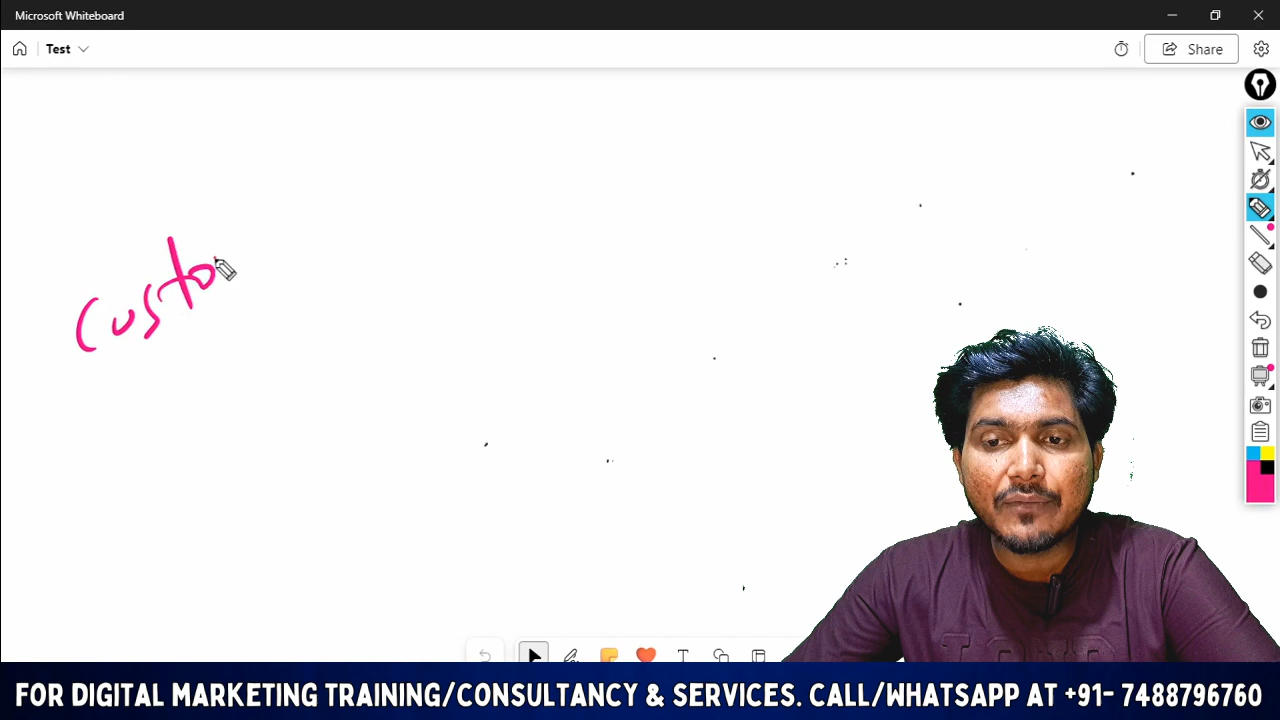 Microsoft Whiteboard
Test
Share
Custo
T
FOR DIGITAL MARKETING TRAINING/CONSULTANCY & SERVICES. CALL/WHATSAPP AT +91- 7488796760